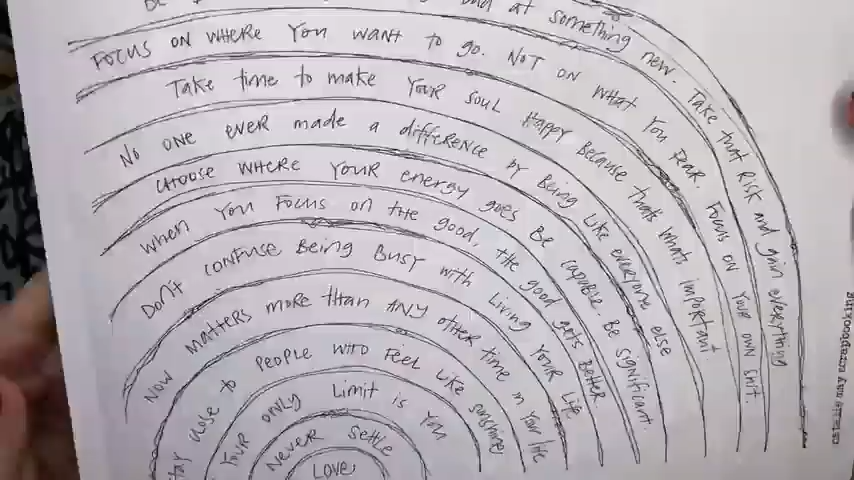 bad at something new. Take that Risk and gain everything
Focus on where you want to go. Not on what you fear. Focus on your own shit.
Take time to make your soul happy because that's what's important.
No one ever made a difference by being like everyone else
Choose where your energy goes Be capable. Be significant.
When you focus on the good, the good gets better.
Don't confuse being busy with living your life
Now matters more than any other time in your life
Stay close to people who feel like sunshine
Your only limit is you
Never settle
Love